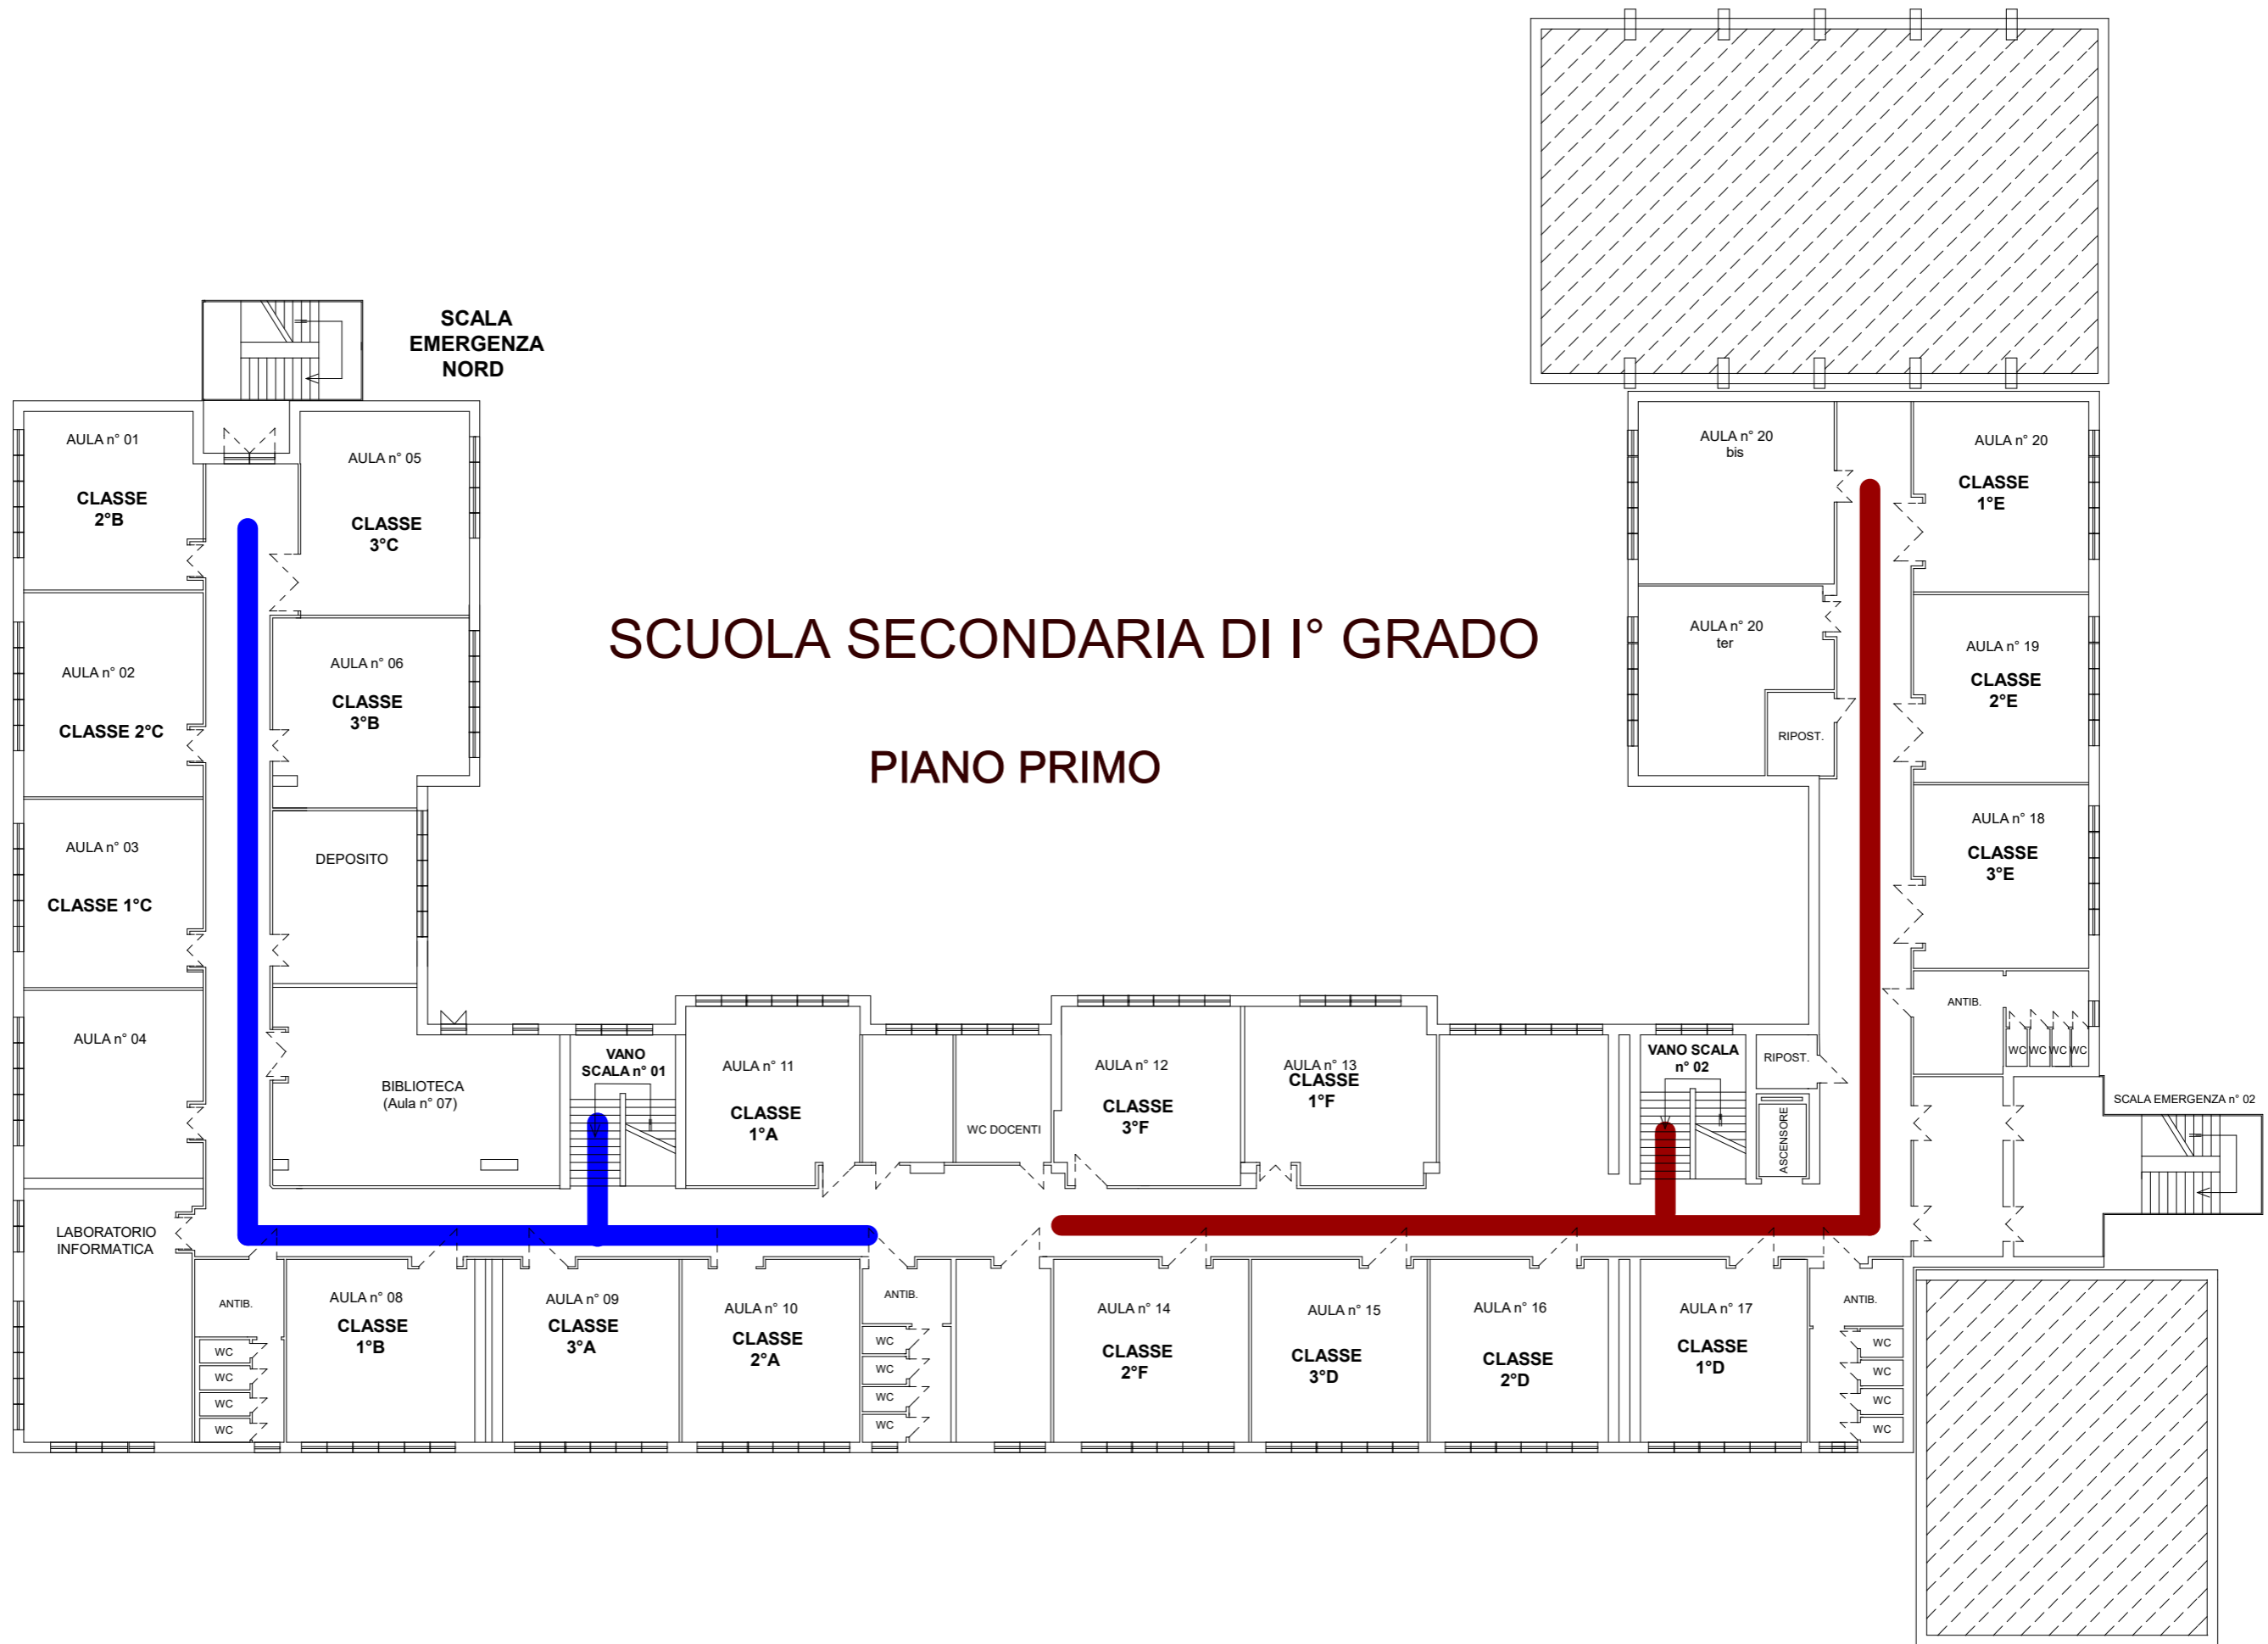 SCALA
EMERGENZA
NORD
AULA n° 01
CLASSE
2°B
AULA n° 05
CLASSE
3°C
AULA n° 02
CLASSE 2°C
AULA n° 06
CLASSE
3°B
AULA n° 03
CLASSE 1°C
DEPOSITO
AULA n° 04
BIBLIOTECA
(Aula n° 07)
LABORATORIO
INFORMATICA
SCUOLA SECONDARIA DI I° GRADO
PIANO PRIMO
AULA n° 20
bis
AULA n° 20
CLASSE
1°E
AULA n° 20
ter
AULA n° 19
CLASSE
2°E
RIPOST.
AULA n° 18
CLASSE
3°E
ANTIB.
WC
WC
WC
WC
VANO
SCALA n° 01
AULA n° 11
CLASSE
1°A
WC DOCENTI
AULA n° 12
CLASSE
3°F
AULA n° 13
CLASSE
1°F
VANO SCALA
n° 02
RIPOST.
ASCENSORE
SCALA EMERGENZA n° 02
ANTIB.
WC
WC
WC
WC
AULA n° 08
CLASSE
1°B
AULA n° 09
CLASSE
3°A
AULA n° 10
CLASSE
2°A
ANTIB.
WC
WC
WC
WC
AULA n° 14
CLASSE
2°F
AULA n° 15
CLASSE
3°D
AULA n° 16
CLASSE
2°D
AULA n° 17
CLASSE
1°D
ANTIB.
WC
WC
WC
WC